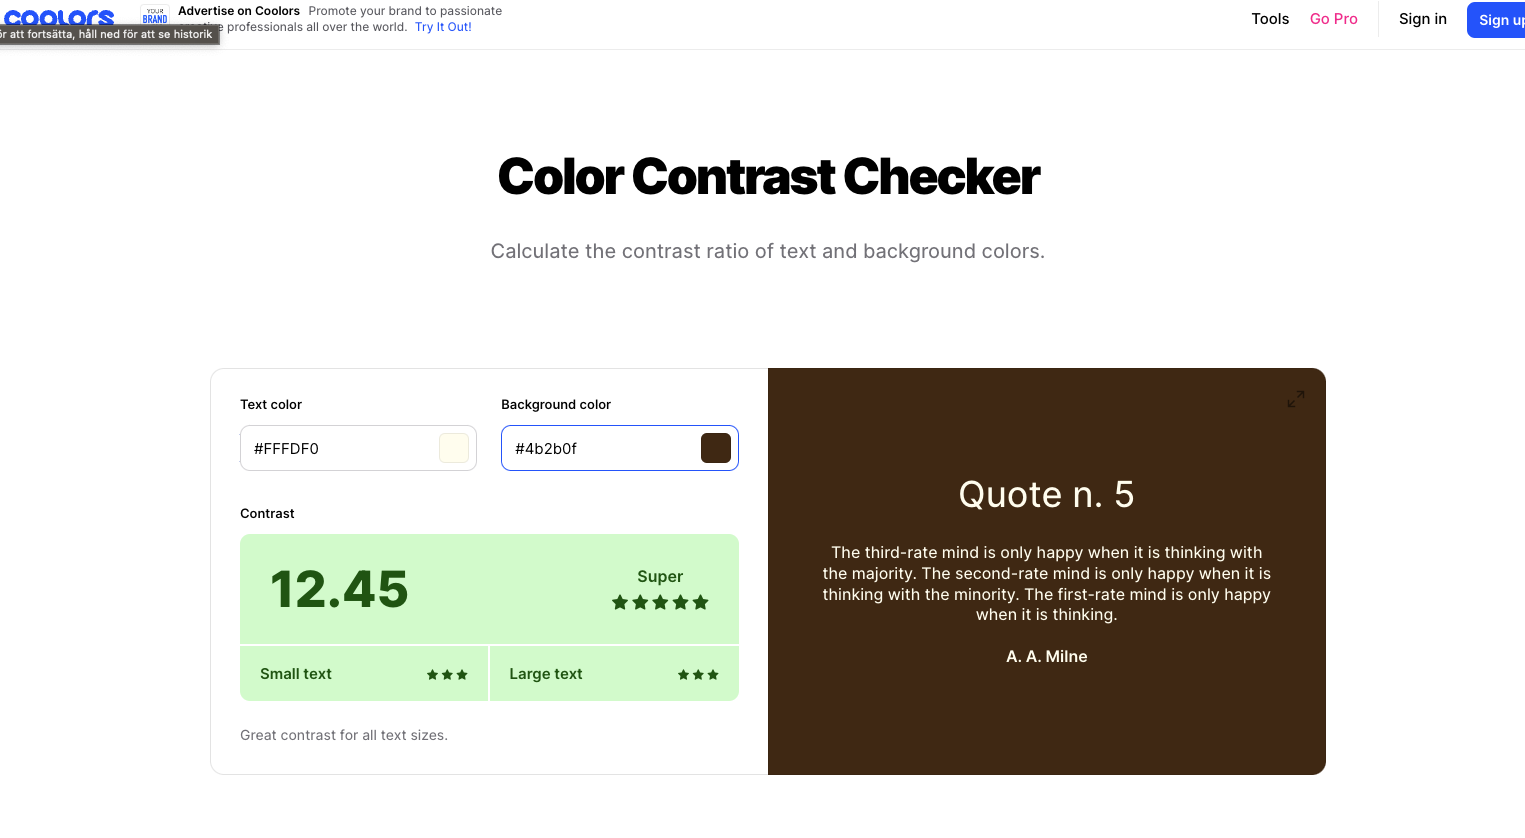 coolors
YOUR
BRAND
Advertise on Coolors Promote your brand to passionate
professionals all over the world. Try It Out!
för att fortsätta, håll ned för att se historik
Tools
Go Pro
Sign in
Sign up
Color Contrast Checker
Calculate the contrast ratio of text and background colors.
Text color
Background color
#FFFDF0
#4b2b0f
Contrast
12.45
Super
Small text
Large text
Great contrast for all text sizes.
Quote n. 5
The third-rate mind is only happy when it is thinking with
the majority. The second-rate mind is only happy when it is
thinking with the minority. The first-rate mind is only happy
when it is thinking.
A. A. Milne